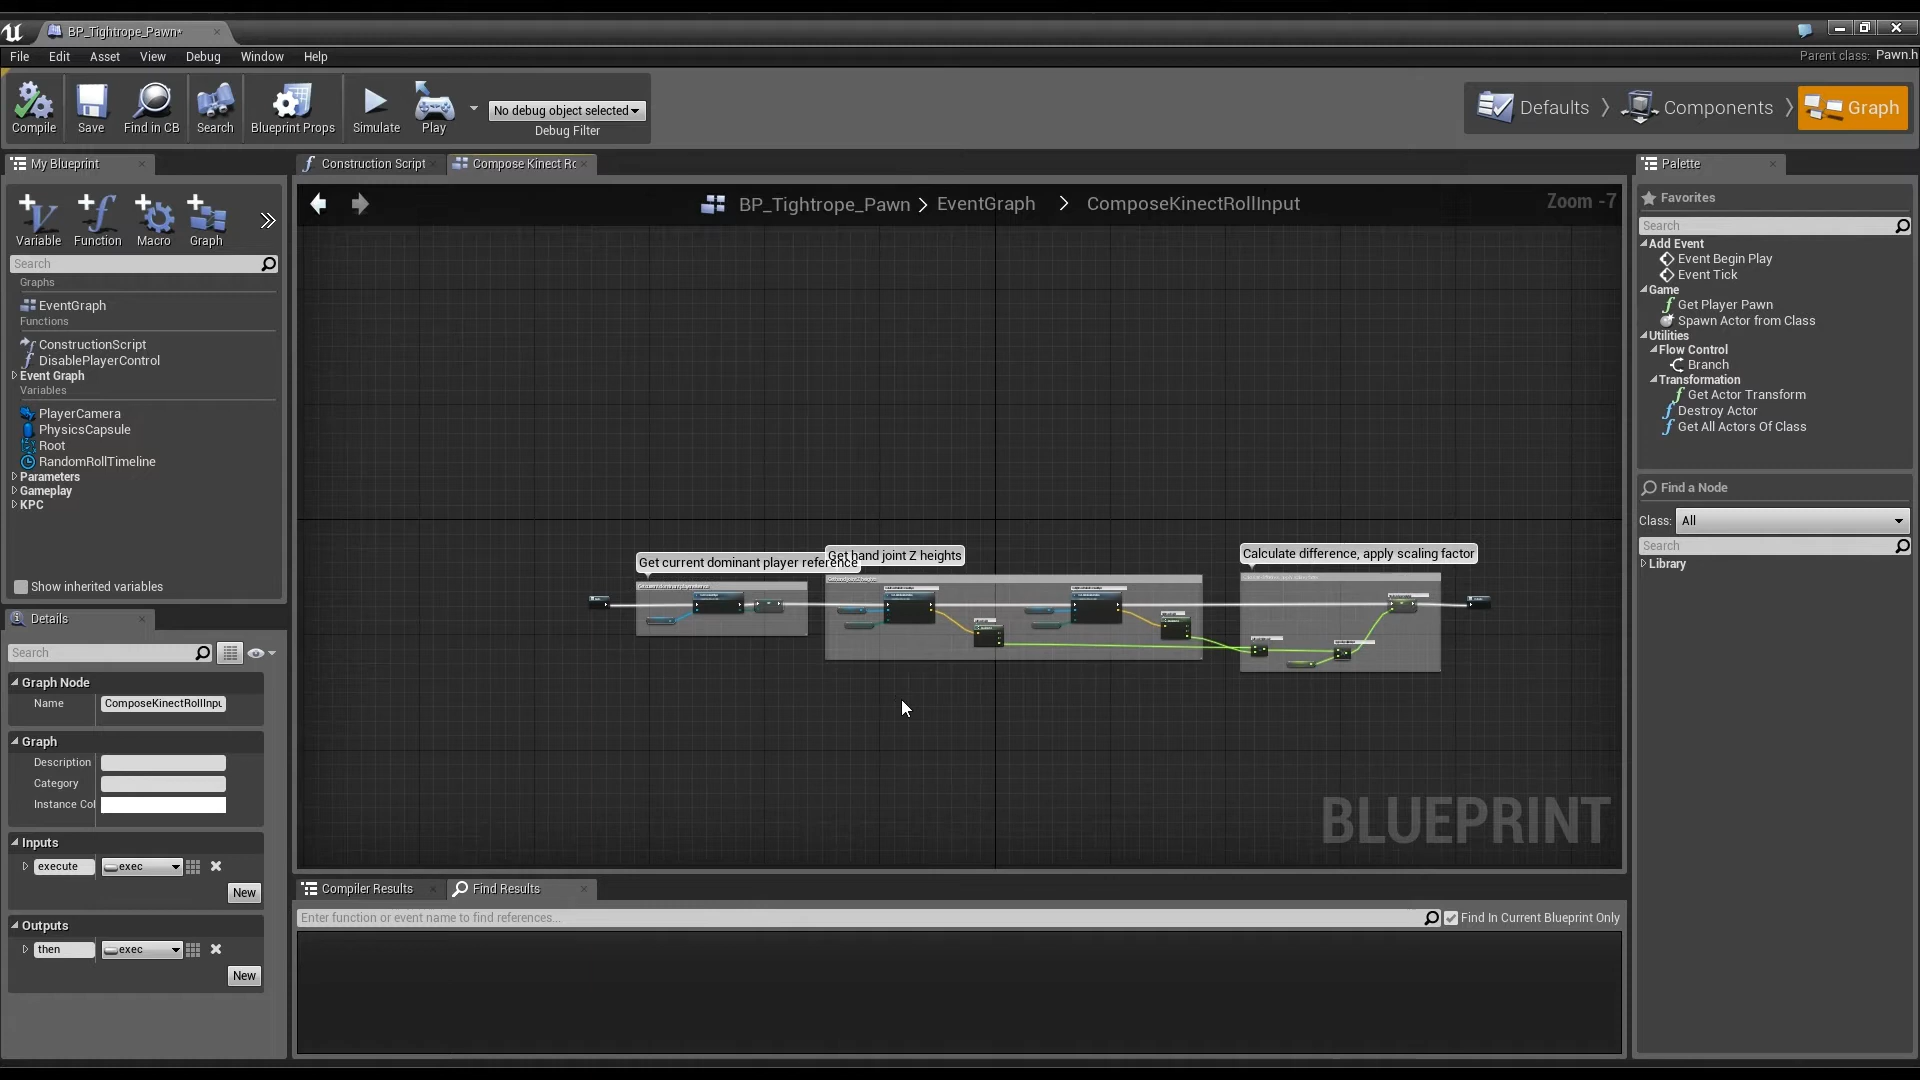 BP_Tightrope_Pawn*
File Edit Asset View Debug Window Help
Parent class: Pawn.h
Compile Save Find in CB Search Blueprint Props Simulate Play
No debug object selected
Debug Filter
Defaults Components Graph
My Blueprint
Variable Function Macro Graph
Search
Graphs
EventGraph
Functions
ConstructionScript
DisablePlayerControl
Event Graph
Variables
PlayerCamera
PhysicsCapsule
Root
RandomRollTimeline
Parameters
Gameplay
KPC
Show inherited variables
Details
Search
Graph Node
Name ComposeKinectRollInpu
Graph
Description
Category
Instance Col
Inputs
execute exec
New
Outputs
then exec
New
Construction Script Compose Kinect Ro
BP_Tightrope_Pawn > EventGraph > ComposeKinectRollInput
Zoom -7
Get current dominant player reference
Get hand joint Z heights
Calculate difference, apply scaling factor
BLUEPRINT
Compiler Results Find Results
Enter function or event name to find references...
Find In Current Blueprint Only
Palette
Favorites
Search
Add Event
Event Begin Play
Event Tick
Game
Get Player Pawn
Spawn Actor from Class
Utilities
Flow Control
Branch
Transformation
Get Actor Transform
Destroy Actor
Get All Actors Of Class
Find a Node
Class: All
Search
Library